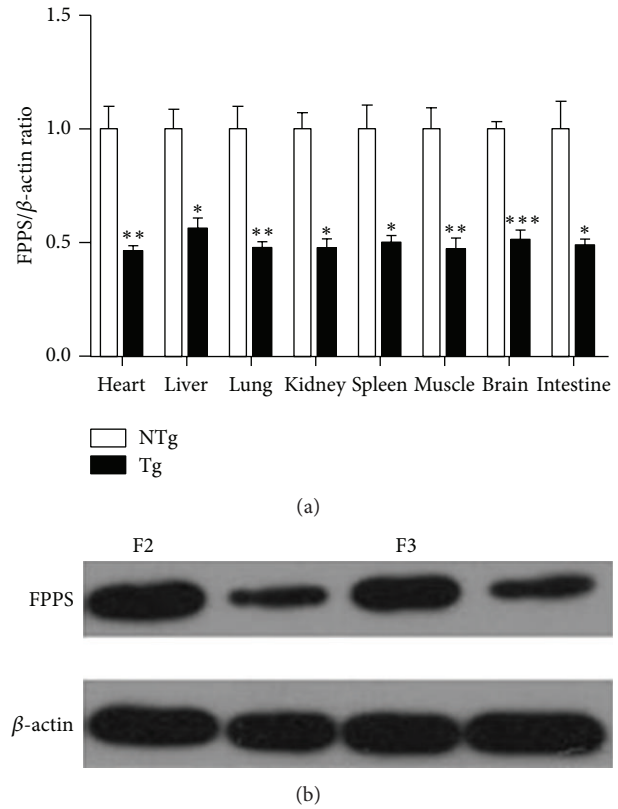 1.5
1.0
0.5
0.0
FPPS/β-actin ratio
** * ** * * ** *** *
Heart Liver Lung Kidney Spleen Muscle Brain Intestine
NTg
Tg
(a)
F2 F3
FPPS
β-actin
(b)